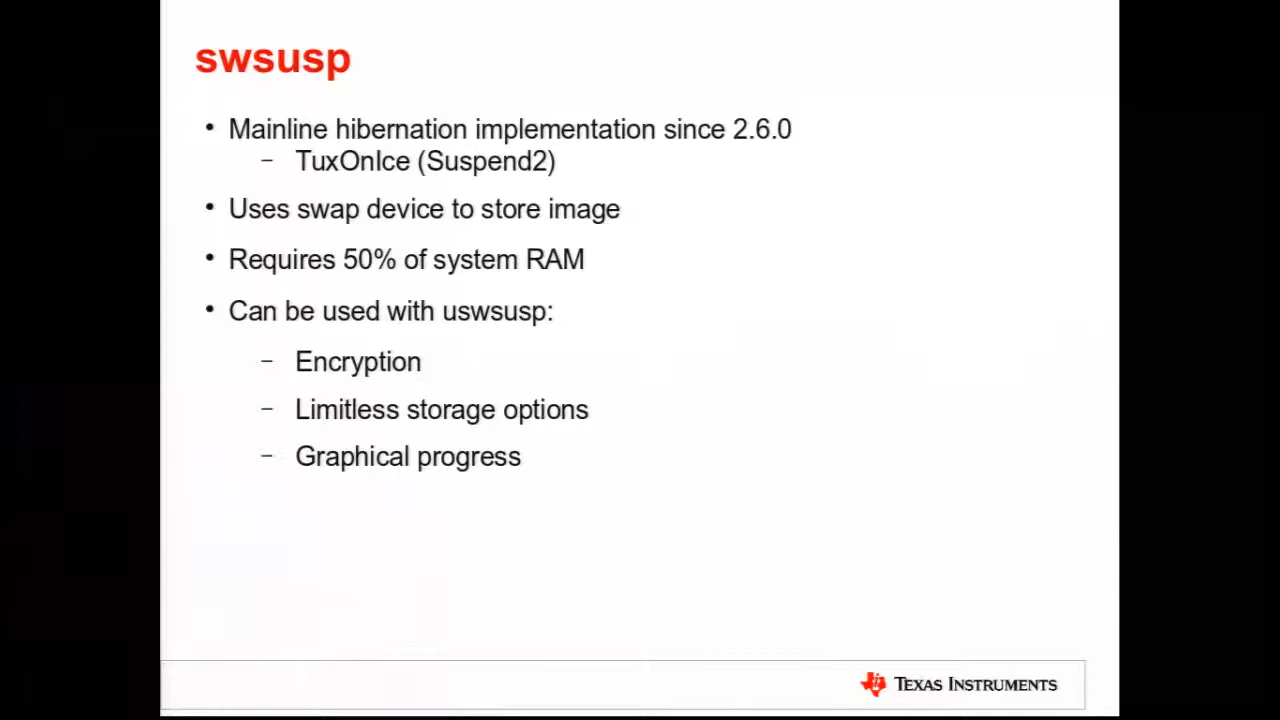 swsusp
• Mainline hibernation implementation since 2.6.0
– TuxOnIce (Suspend2)
• Uses swap device to store image
• Requires 50% of system RAM
• Can be used with uswsusp:
– Encryption
– Limitless storage options
– Graphical progress
TEXAS INSTRUMENTS